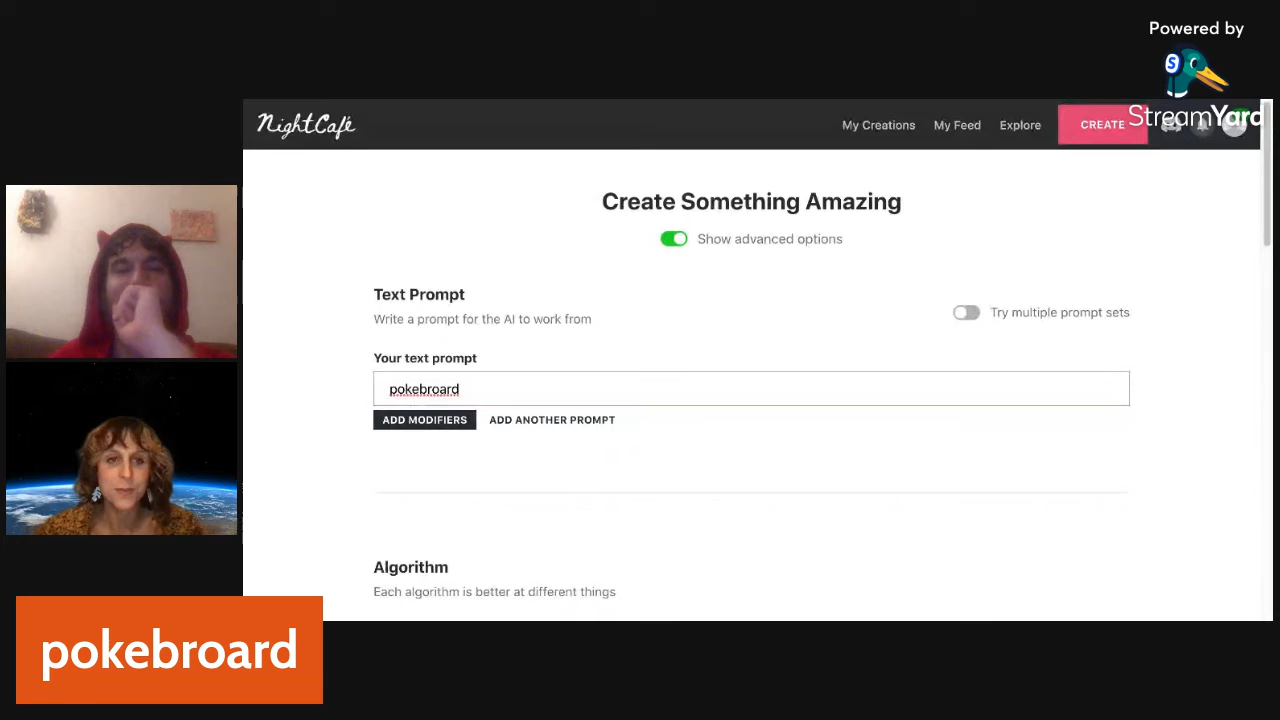 Powered by
StreamYard
NightCafé
My Creations My Feed Explore CREATE
Create Something Amazing
Show advanced options
Text Prompt
Write a prompt for the AI to work from
Try multiple prompt sets
Your text prompt
pokebroard
ADD MODIFIERS ADD ANOTHER PROMPT
Algorithm
Each algorithm is better at different things
pokebroard